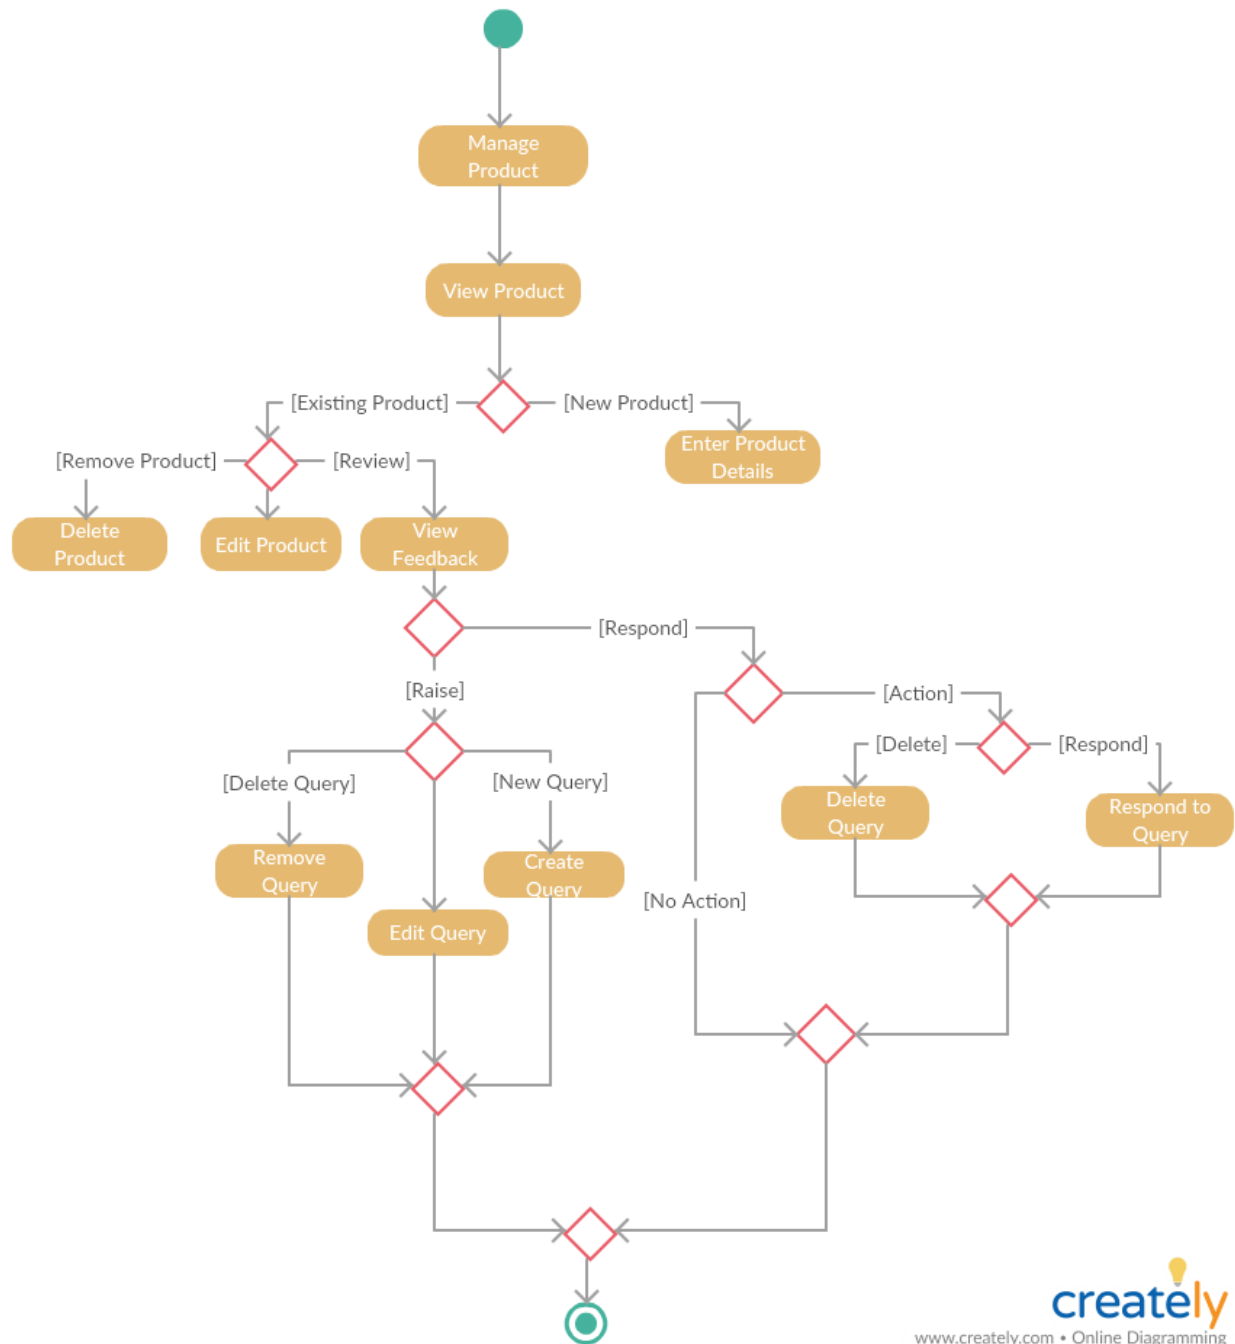 Manage
Product
View Product
[Existing Product]
[New Product]
Enter Product
Details
[Remove Product]
[Review]
Delete
Product
Edit Product
View
Feedback
[Respond]
[Raise]
[Action]
[Delete]
[Respond]
[Delete Query]
[New Query]
Delete
Query
Respond to
Query
Remove
Query
Create
Query
[No Action]
Edit Query
creately
www.creately.com • Online Diagramming